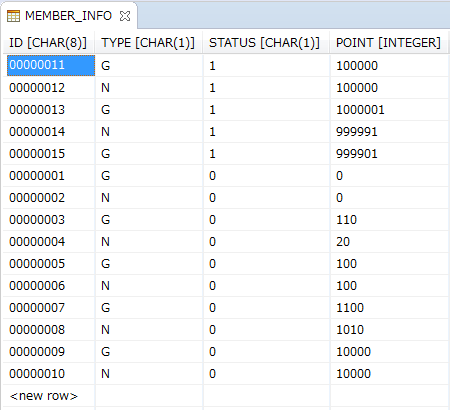 MEMBER_INFO
ID [CHAR(8)] TYPE [CHAR(1)] STATUS [CHAR(1)] POINT [INTEGER]
00000011 G 1 100000
00000012 N 1 100000
00000013 G 1 1000001
00000014 N 1 999991
00000015 G 1 999901
00000001 G 0 0
00000002 N 0 0
00000003 G 0 110
00000004 N 0 20
00000005 G 0 100
00000006 N 0 100
00000007 G 0 1100
00000008 N 0 1010
00000009 G 0 10000
00000010 N 0 10000
<new row>